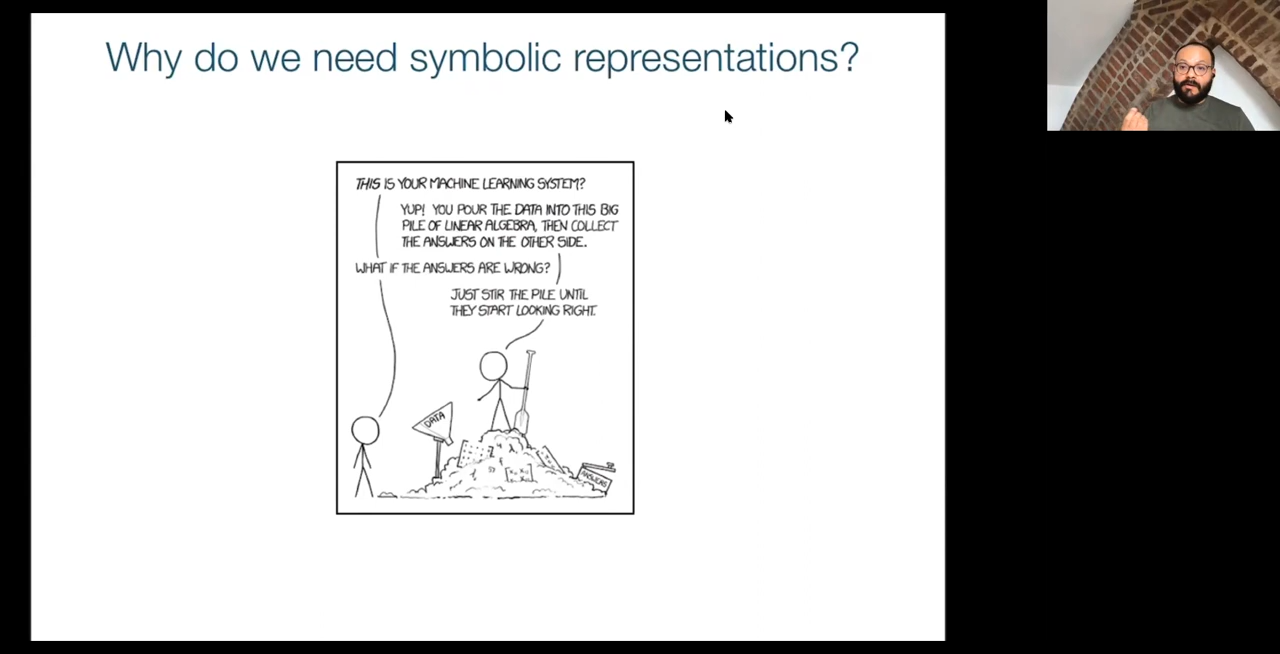 Why do we need symbolic representations?
THIS IS YOUR MACHINE LEARNING SYSTEM?
YUP! YOU POUR THE DATA INTO THIS BIG
PILE OF LINEAR ALGEBRA, THEN COLLECT
THE ANSWERS ON THE OTHER SIDE.
WHAT IF THE ANSWERS ARE WRONG?
JUST STIR THE PILE UNTIL
THEY START LOOKING RIGHT.
DATA
ANSWERS